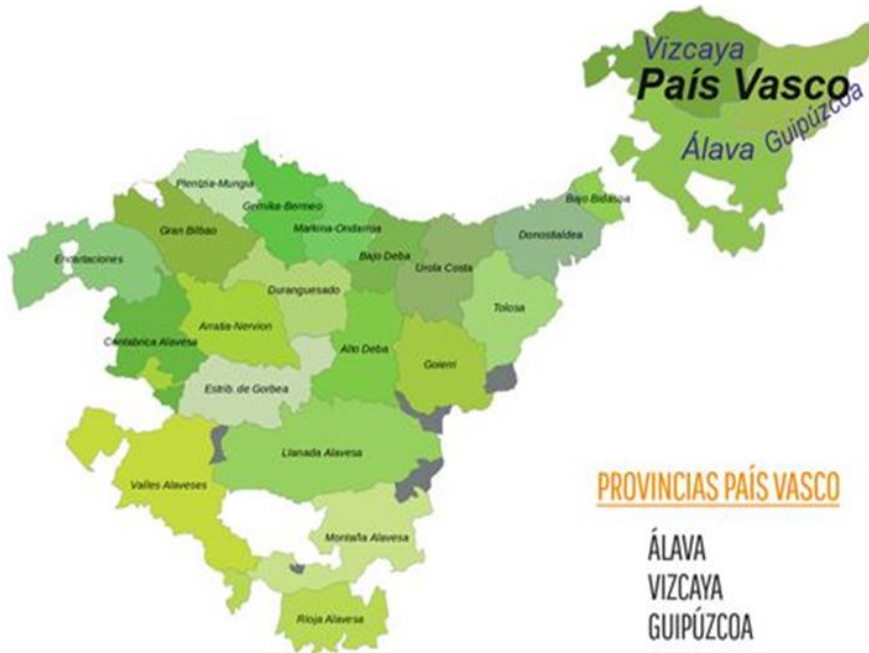 Vizcaya
País Vasco
Álava
Guipúzcoa
Plentzia-Mungia
Gernika-Bermeo
Markina-Ondarroa
Gran Bilbao
Encartaciones
Bajo Bidasoa
Donostialdea
Bajo Deba
Urola Costa
Duranguesado
Tolosa
Arratia-Nervion
Cantabrica Alavesa
Alto Deba
Goierri
Estrib. de Gorbea
Llanada Alavesa
Valles Alaveses
Montaña Alavesa
Rioja Alavesa
PROVINCIAS PAÍS VASCO
ÁLAVA
VIZCAYA
GUIPÚZCOA